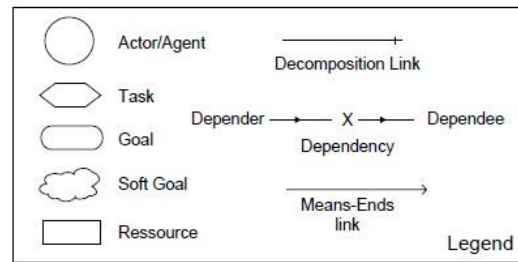 Actor/Agent
Decomposition Link
Task
Depender X Dependee
Dependency
Goal
Soft Goal
Means-Ends
link
Ressource
Legend